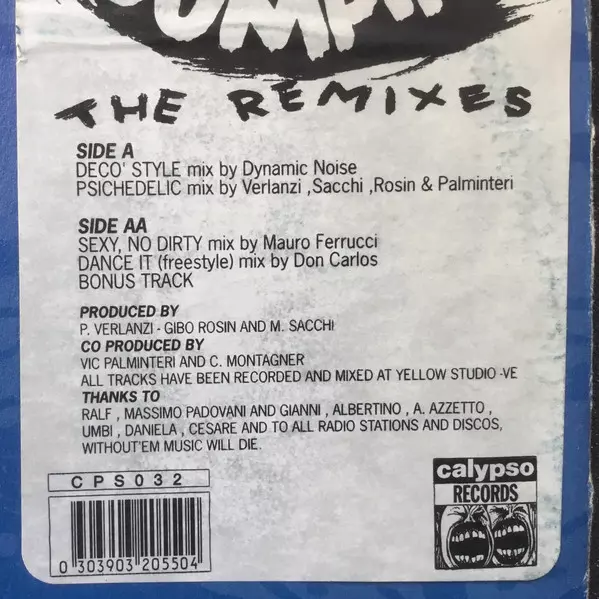 THE REMIXES
SIDE A
DECO' STYLE mix by Dynamic Noise
PSICHEDELIC mix by Verlanzi ,Sacchi ,Rosin & Palminteri
SIDE AA
SEXY, NO DIRTY mix by Mauro Ferrucci
DANCE IT (freestyle) mix by Don Carlos
BONUS TRACK
PRODUCED BY
P. VERLANZI - GIBO ROSIN AND M. SACCHI
CO PRODUCED BY
VIC PALMINTERI AND C. MONTAGNER
ALL TRACKS HAVE BEEN RECORDED AND MIXED AT YELLOW STUDIO -VE
THANKS TO
RALF , MASSIMO PADOVANI AND GIANNI , ALBERTINO , A. AZZETTO ,
UMBI , DANIELA , CESARE AND TO ALL RADIO STATIONS AND DISCOS,
WITHOUT'EM MUSIC WILL DIE.
CPS032
0 303903 205504
calypso
RECORDS